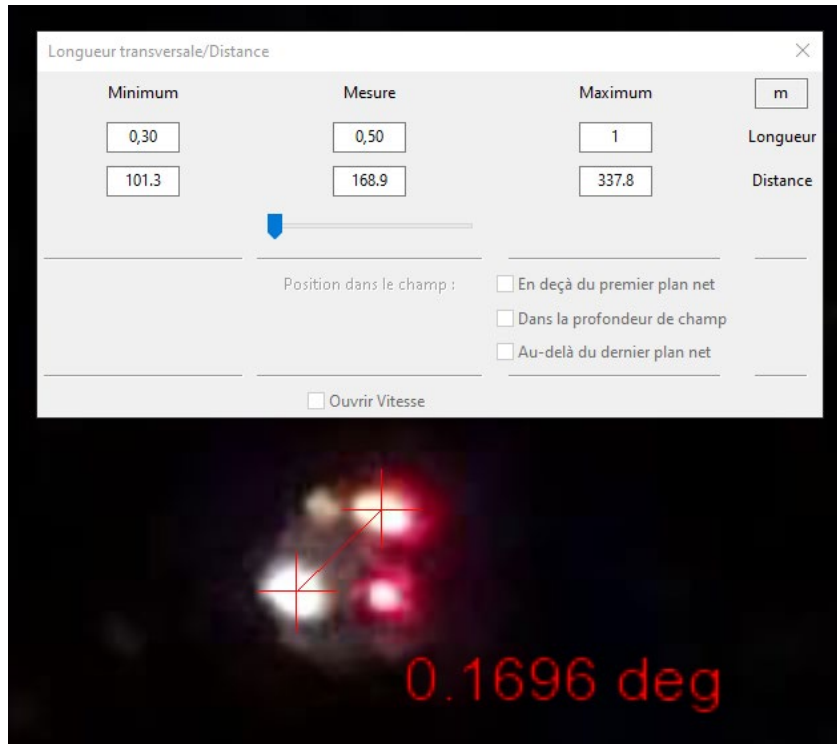 Longueur transversale/Distance
Minimum Mesure Maximum m
0,30 0,50 1 Longueur
101.3 168.9 337.8 Distance
Position dans le champ : En deçà du premier plan net
Dans la profondeur de champ
Au-delà du dernier plan net
Ouvrir Vitesse
0.1696 deg